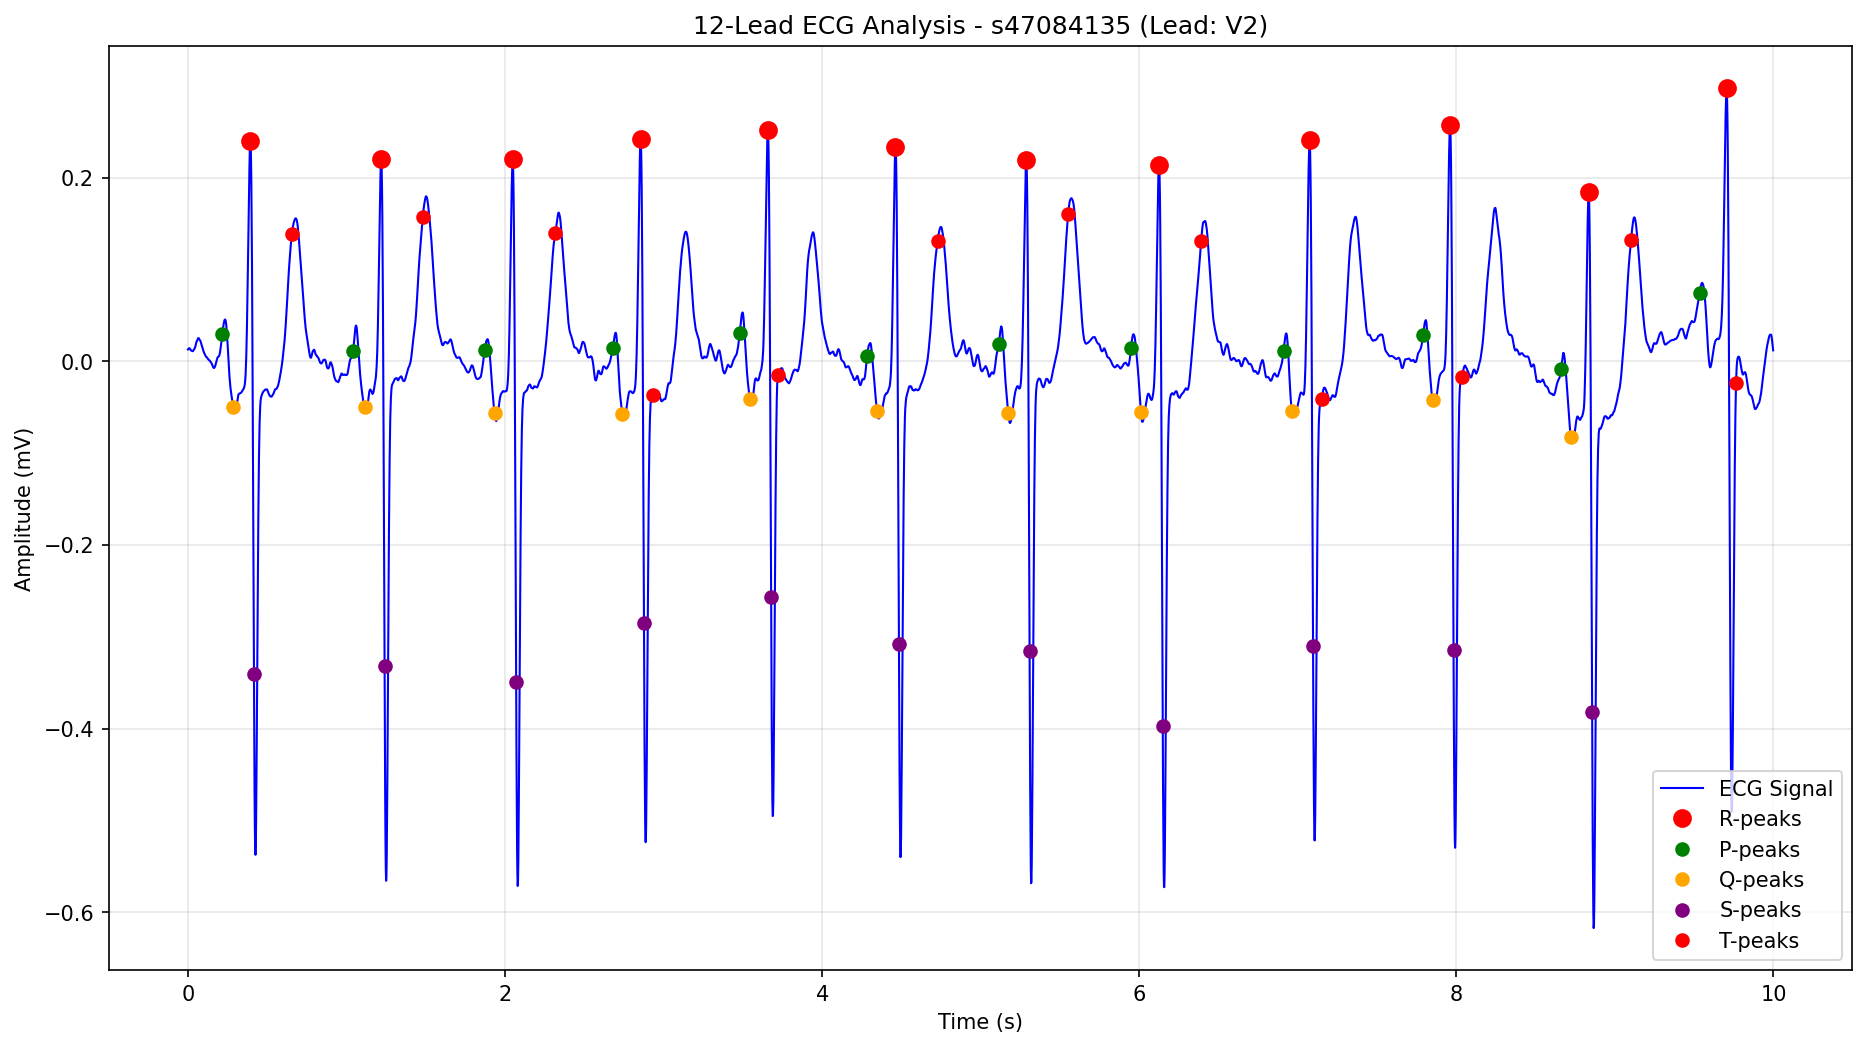 12-Lead ECG Analysis - s47084135 (Lead: V2)
Amplitude (mV)
0.2
0.0
−0.2
−0.4
−0.6
ECG Signal
R-peaks
P-peaks
Q-peaks
S-peaks
T-peaks
0 2 4 6 8 10
Time (s)